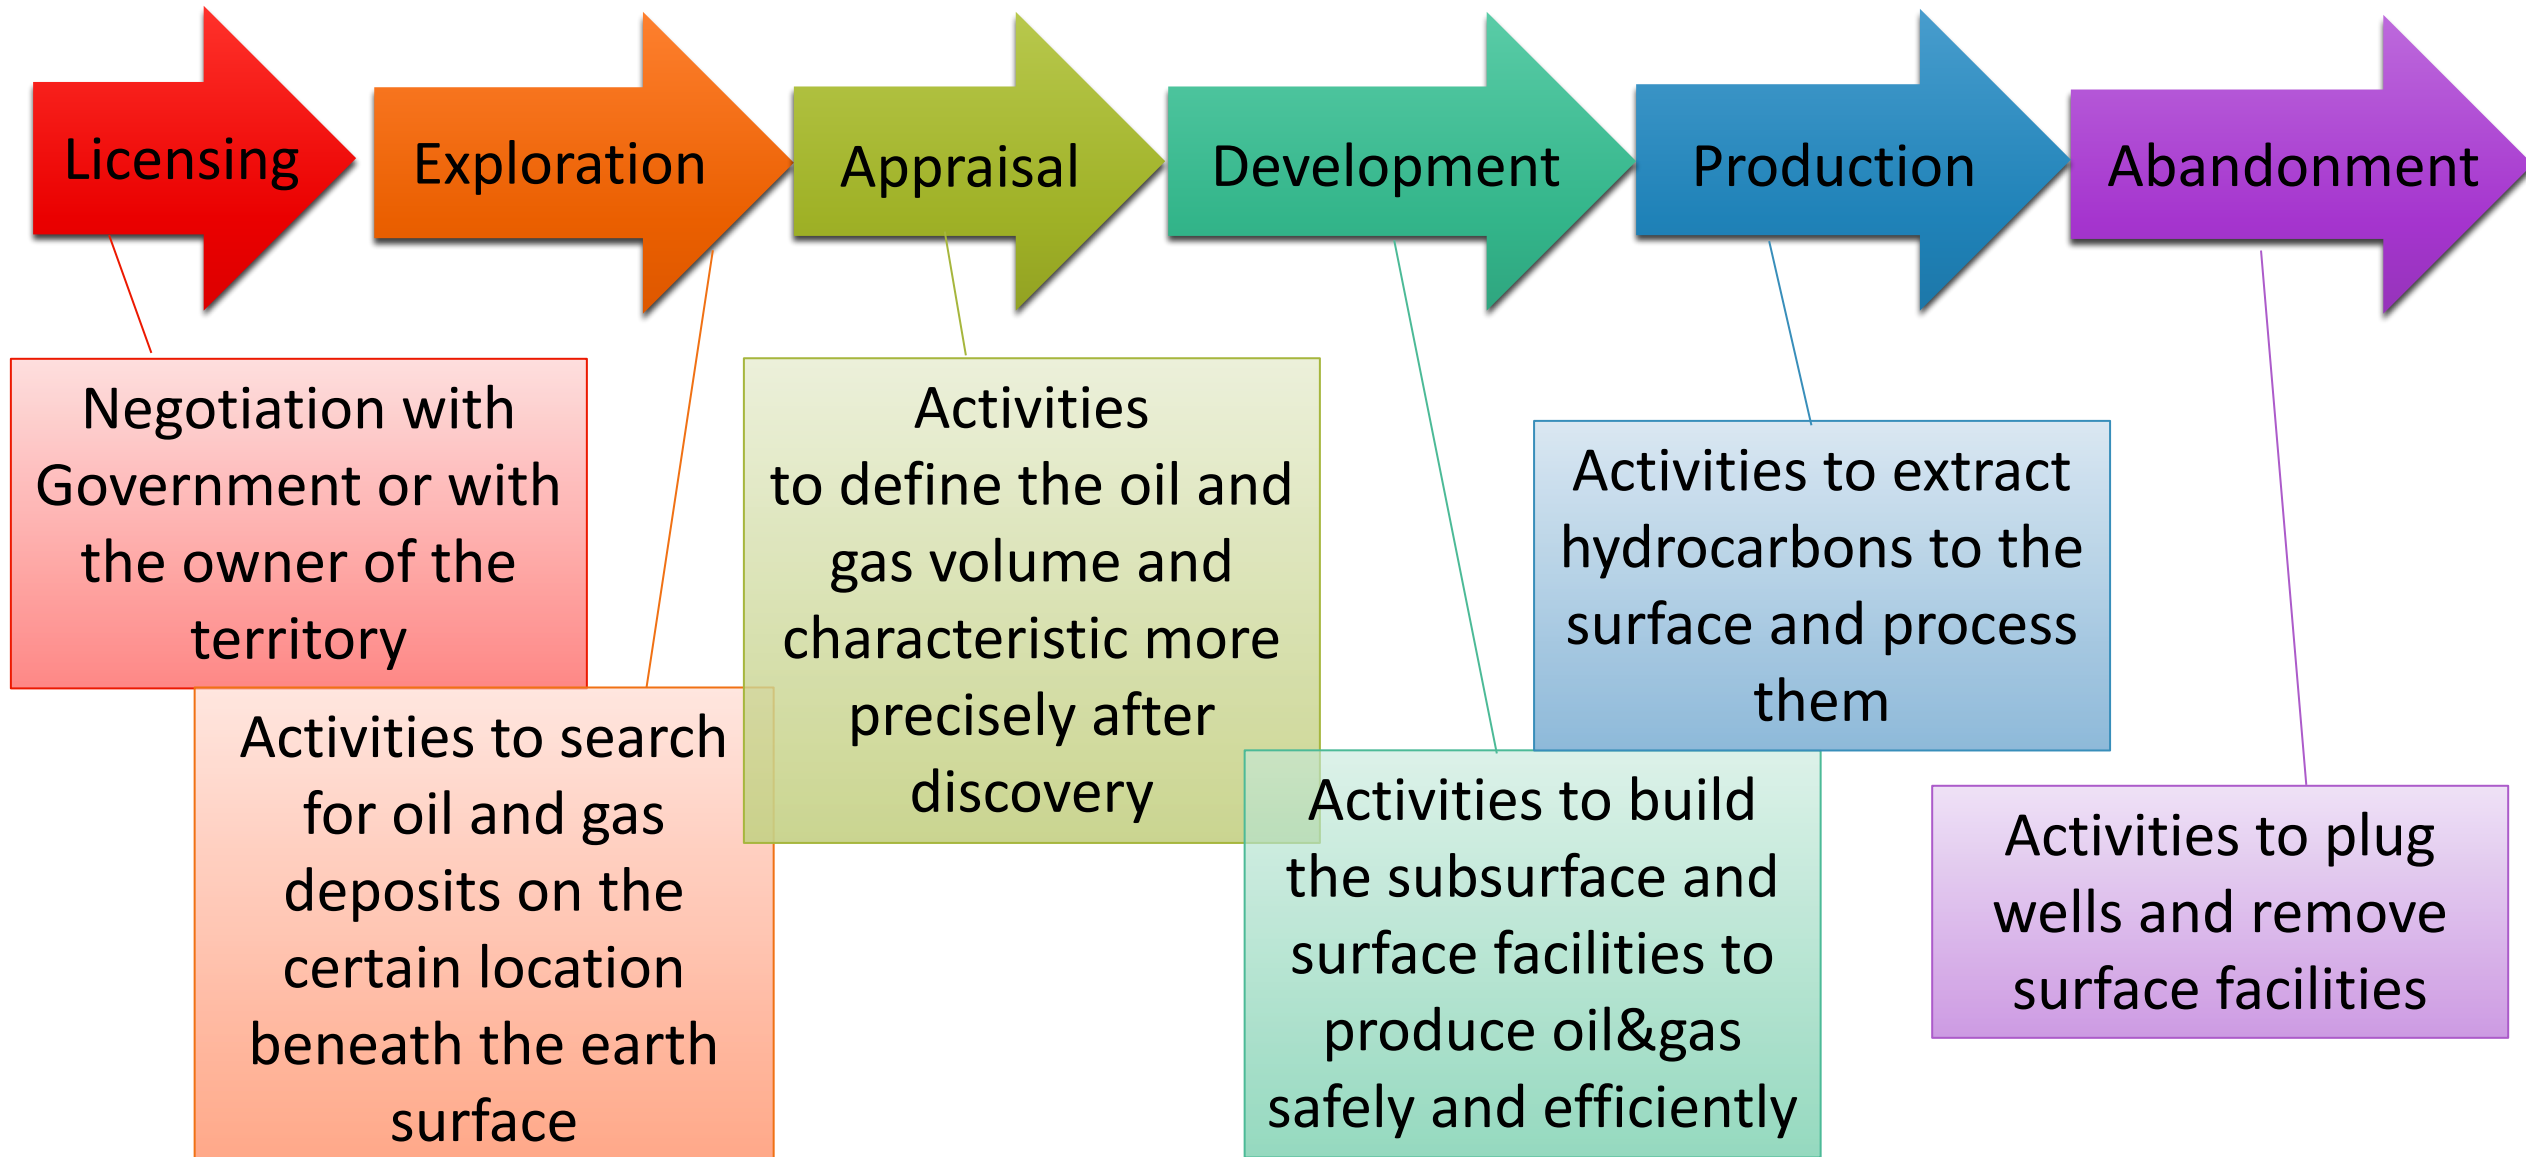 Licensing
Exploration
Appraisal
Development
Production
Abandonment
Negotiation with
Government or with
the owner of the
territory
Activities to search
for oil and gas
deposits on the
certain location
beneath the earth
surface
Activities
to define the oil and
gas volume and
characteristic more
precisely after
discovery
Activities to build
the subsurface and
surface facilities to
produce oil&gas
safely and efficiently
Activities to extract
hydrocarbons to the
surface and process
them
Activities to plug
wells and remove
surface facilities